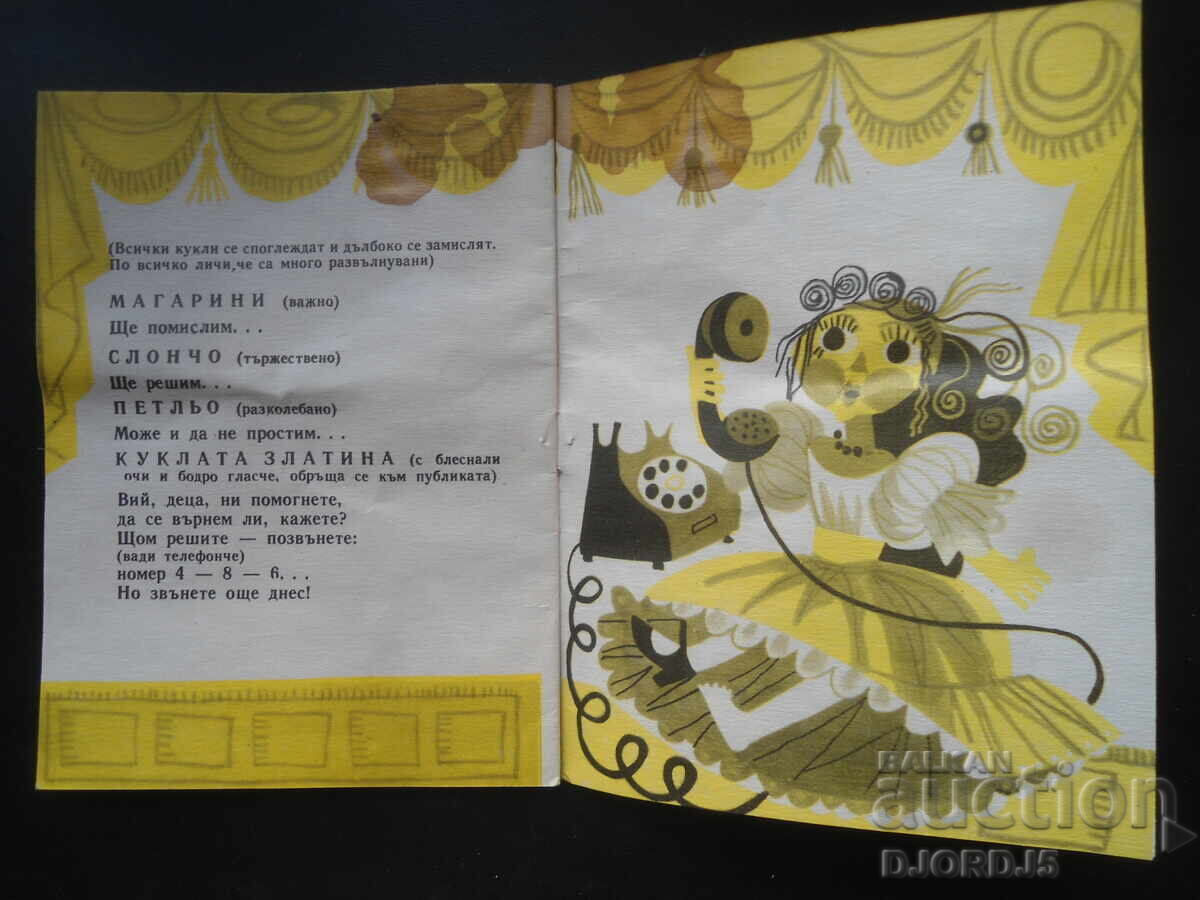 (Всички кукли се споглеждат и дълбоко се замислят.
По всичко личи,че са много развълнувани)
МАГАРИНИ (важно)
Ще помислим...
СЛОНЧО (тържествено)
Ще решим...
ПЕТЛЬО (разколебано)
Може и да не простим...
КУКЛАТА ЗЛАТИНА (с блеснали
очи и бодро гласче, обръща се към публиката)
Вий, деца, ни помогнете,
да се върнем ли, кажете?
Щом решите — позвънете:
(вади телефонче)
номер 4 — 8 — 6...
Но звънете още днес!
BALKAN
auction
DJORDJ5